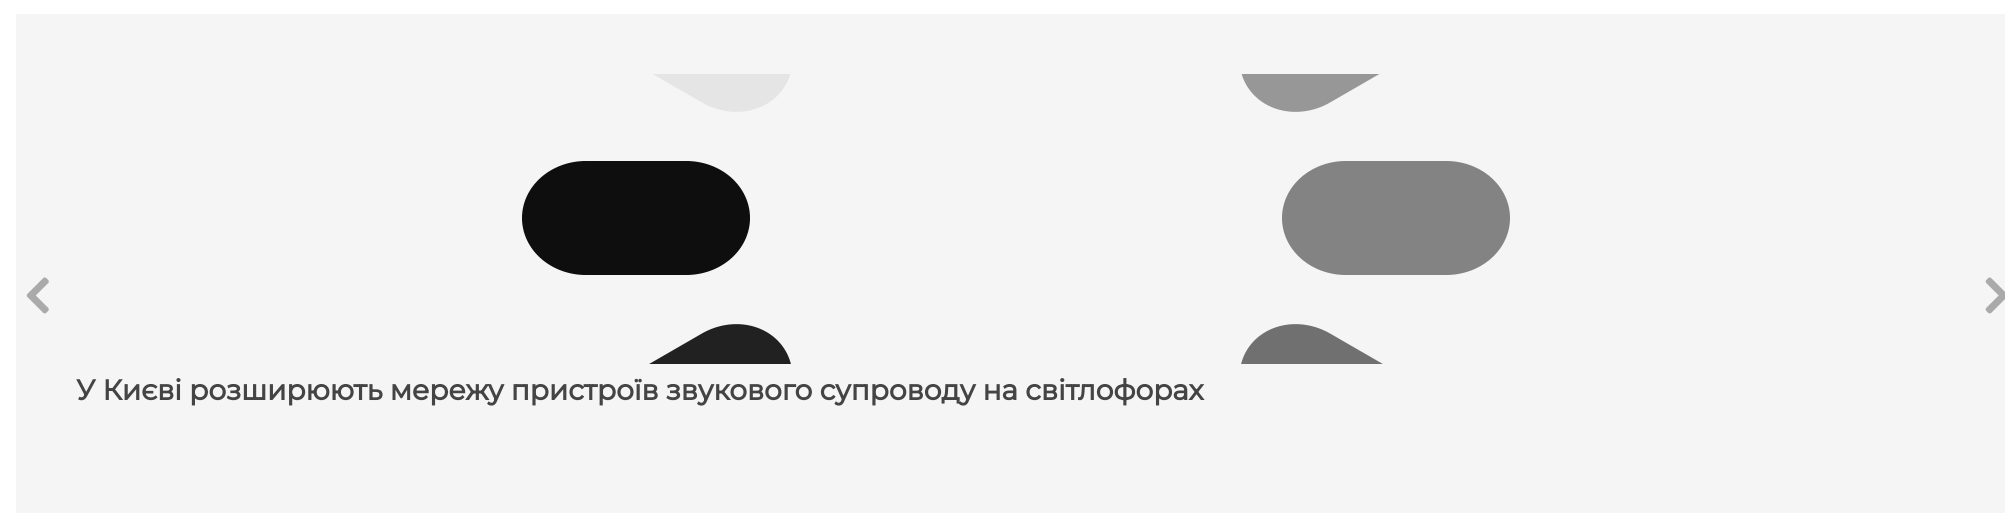 У Києві розширюють мережу пристроїв звукового супроводу на світлофорах